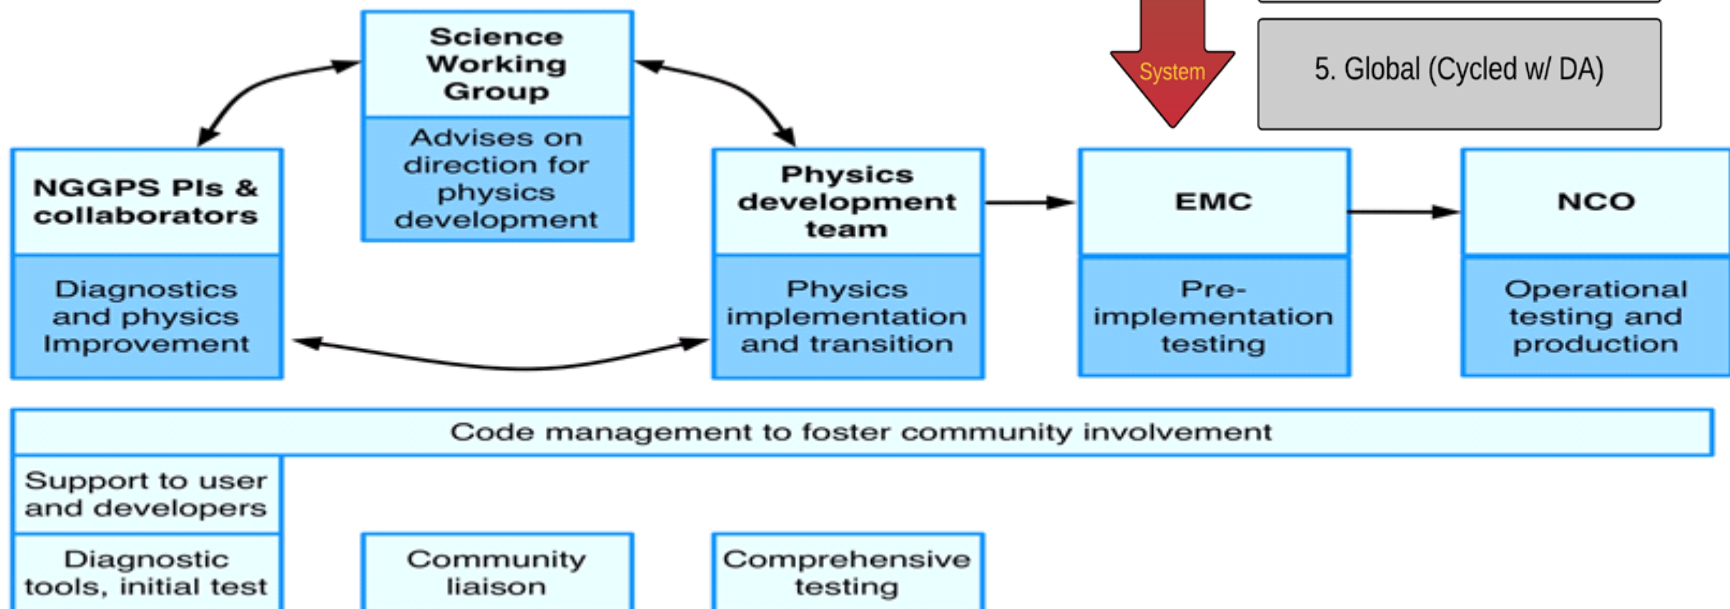 Science
Working
Group
Advises on
direction for
physics
development
System
5. Global (Cycled w/ DA)
NGGPS PIs &
collaborators
Diagnostics
and physics
Improvement
Physics
development
team
Physics
implementation
and transition
EMC
Pre-
implementation
testing
NCO
Operational
testing and
production
Code management to foster community involvement
Support to user
and developers
Diagnostic
tools, initial test
Community
liaison
Comprehensive
testing